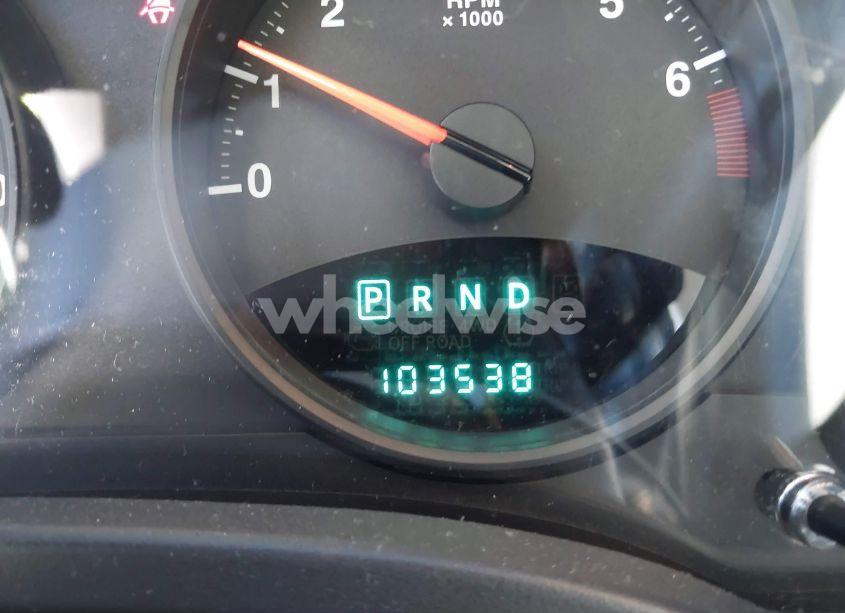 2
RPM
× 1000
5
1
6
0
P R N D
wheelwise
OFF ROAD
103538